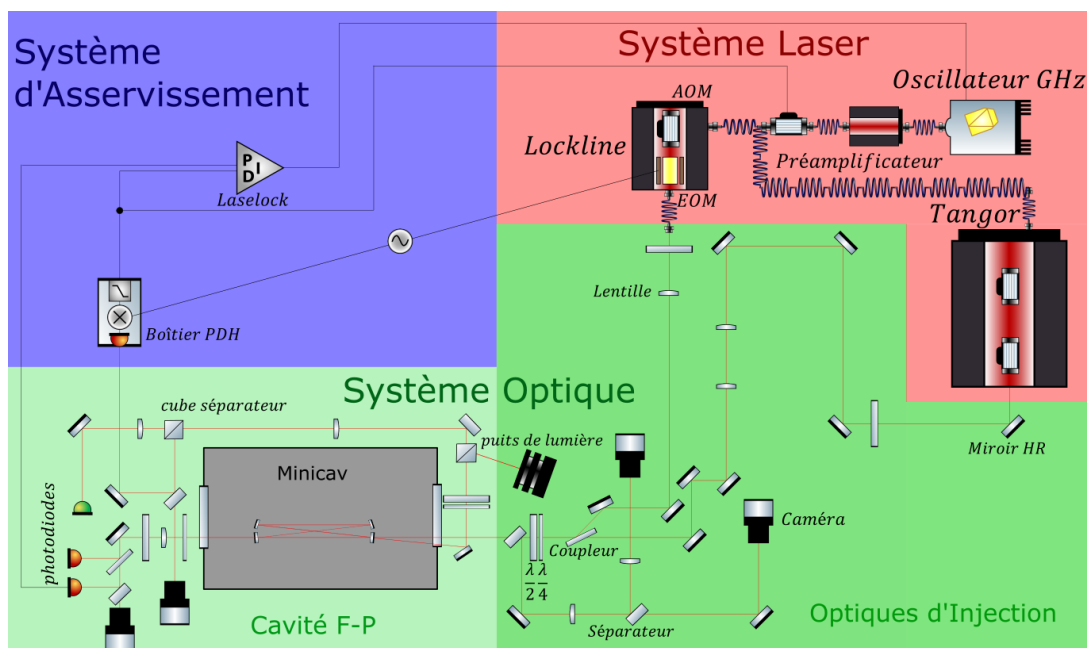 Système
d'Asservissement
Système Laser
Oscillateur GHz
AOM
Lockline
Préamplificateur
EOM
Tangor
P
I
D
Laselock
Lentille
Boîtier PDH
Système Optique
cube séparateur
puits de lumière
Miroir HR
Minicav
photodiodes
Caméra
Coupleur
λ
2
λ
4
Séparateur
Cavité F-P
Optiques d'Injection